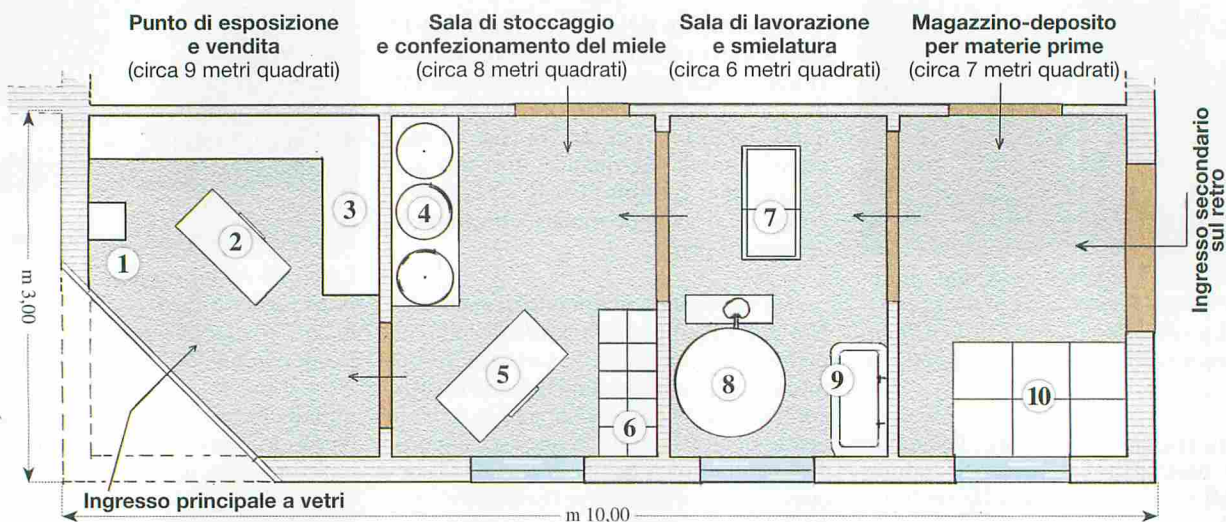 Punto di esposizione
e vendita
(circa 9 metri quadrati)
Sala di stoccaggio
e confezionamento del miele
(circa 8 metri quadrati)
Sala di lavorazione
e smielatura
(circa 6 metri quadrati)
Magazzino-deposito
per materie prime
(circa 7 metri quadrati)
1
2
3
4
5
6
7
8
9
10
m 3,00
Ingresso secondario
sul retro
Ingresso principale a vetri
m 10,00